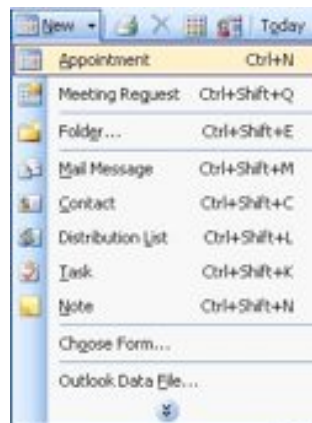 New Today
Appointment Ctrl+N
Meeting Request Ctrl+Shift+Q
Folder... Ctrl+Shift+E
Mail Message Ctrl+Shift+M
Contact Ctrl+Shift+C
Distribution List Ctrl+Shift+L
Task Ctrl+Shift+K
Note Ctrl+Shift+N
Choose Form...
Outlook Data File...